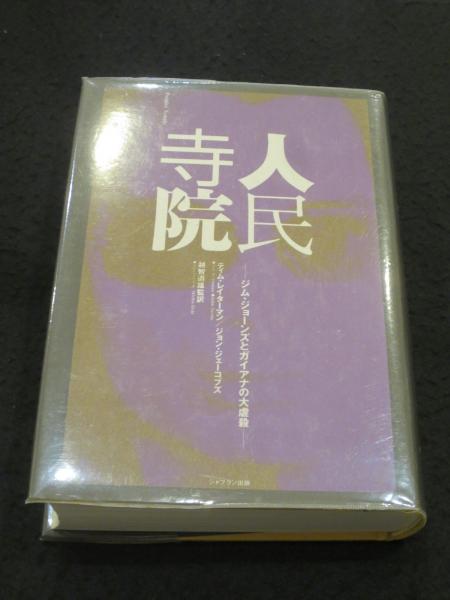 人民
寺院
──ジム・ジョーンズとガイアナの大虐殺──
ティム・レイターマン/ジョン・ジェーコブズ
越智道雄監訳
ジャプラン出版